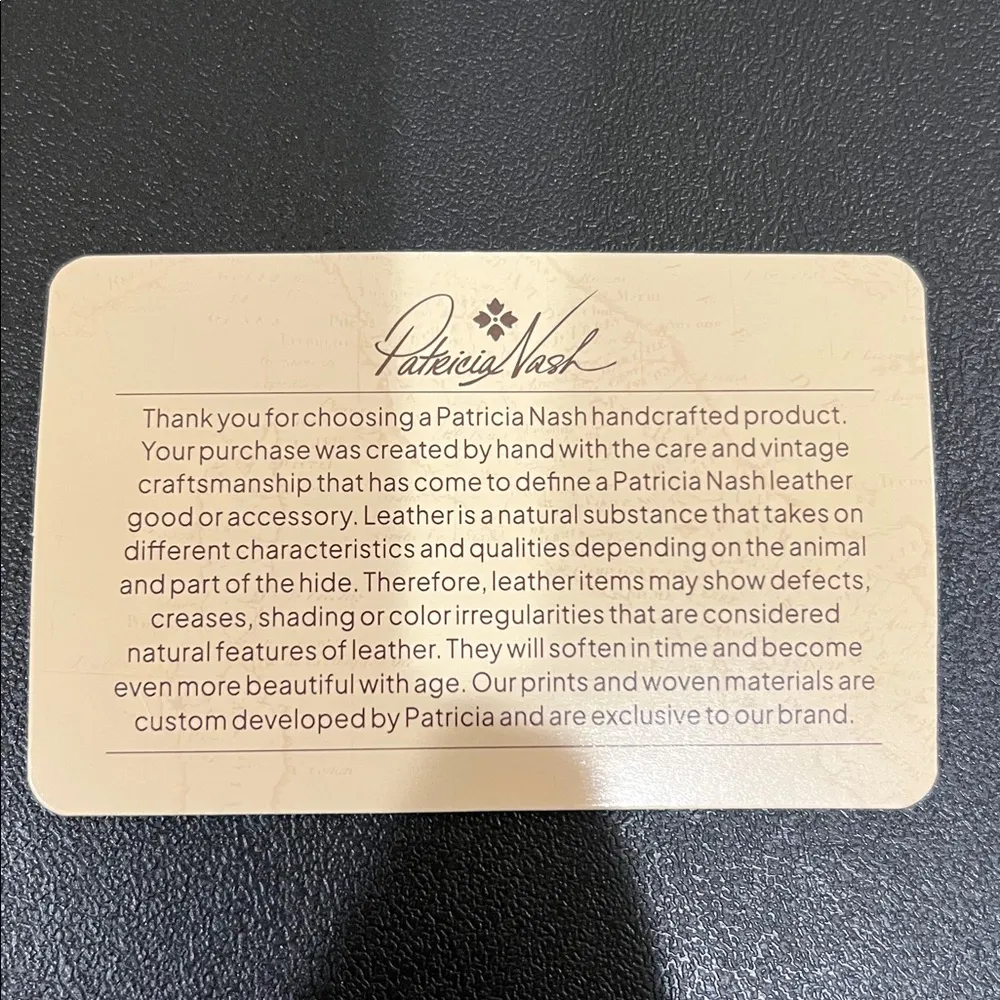 Patricia Nash
Thank you for choosing a Patricia Nash handcrafted product.
Your purchase was created by hand with the care and vintage
craftsmanship that has come to define a Patricia Nash leather
good or accessory. Leather is a natural substance that takes on
different characteristics and qualities depending on the animal
and part of the hide. Therefore, leather items may show defects,
creases, shading or color irregularities that are considered
natural features of leather. They will soften in time and become
even more beautiful with age. Our prints and woven materials are
custom developed by Patricia and are exclusive to our brand.